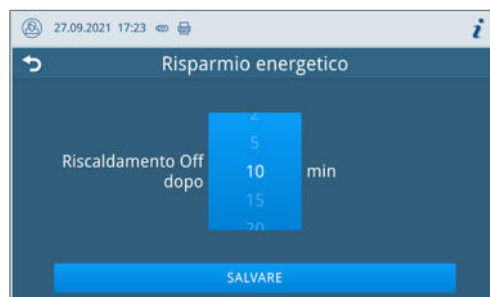 27.09.2021 17:23
Risparmio energetico
2
5
Riscaldamento Off
dopo
10 min
15
20
SALVARE